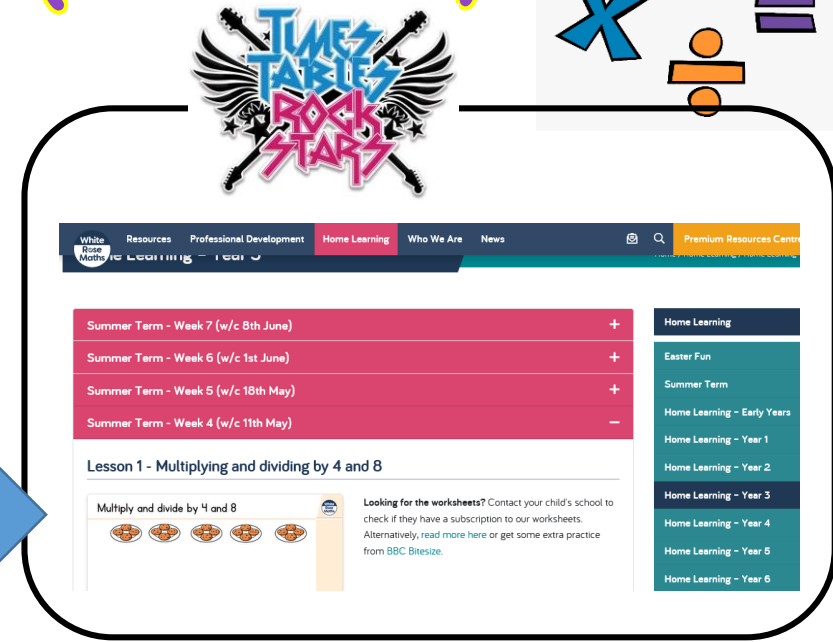 TIMES
TABLES
ROCK
STARS
White
Rose
Maths
Resources Professional Development Home Learning Who We Are News Premium Resources Centre
Learning – Year 3
Summer Term - Week 7 (w/c 8th June) +
Summer Term - Week 6 (w/c 1st June) +
Summer Term - Week 5 (w/c 18th May) +
Summer Term - Week 4 (w/c 11th May) –
Lesson 1 - Multiplying and dividing by 4 and 8
Multiply and divide by 4 and 8
White
Rose
Maths
Looking for the worksheets? Contact your child's school to
check if they have a subscription to our worksheets.
Alternatively, read more here or get some extra practice
from BBC Bitesize.
Home Learning
Easter Fun
Summer Term
Home Learning – Early Years
Home Learning – Year 1
Home Learning – Year 2
Home Learning – Year 3
Home Learning – Year 4
Home Learning – Year 5
Home Learning – Year 6